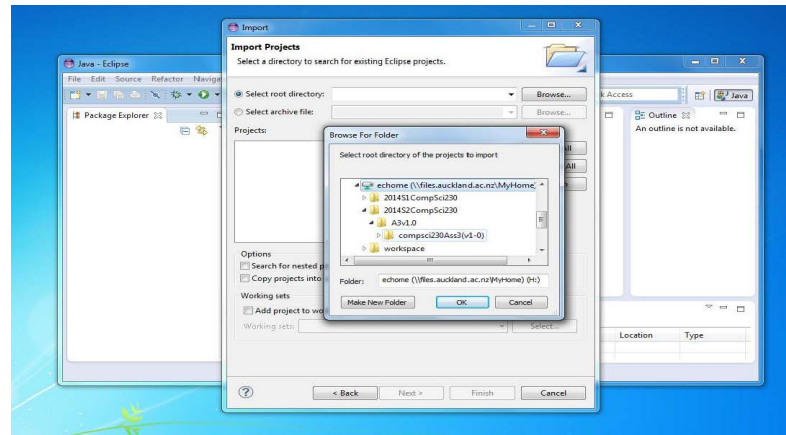 Import
Import Projects
Select a directory to search for existing Eclipse projects.
Java - Eclipse
File Edit Source Refactor Naviga
Select root directory: Browse...
Select archive file: Browse...
k Access Java
Package Explorer
Outline
An outline is not available.
Projects:
Browse For Folder
Select root directory of the projects to import
All
All
echome (\\files.auckland.ac.nz\MyHome)
2014S1CompSci230
2014S2CompSci230
A3v1.0
compsci230Ass3(v1-0)
workspace
Folder: echome (\\files.auckland.ac.nz\MyHome) (H:)
Make New Folder OK Cancel
Options
Search for nested p
Copy projects into
Working sets
Add project to wo
Working sets: Select...
Location Type
< Back Next > Finish Cancel